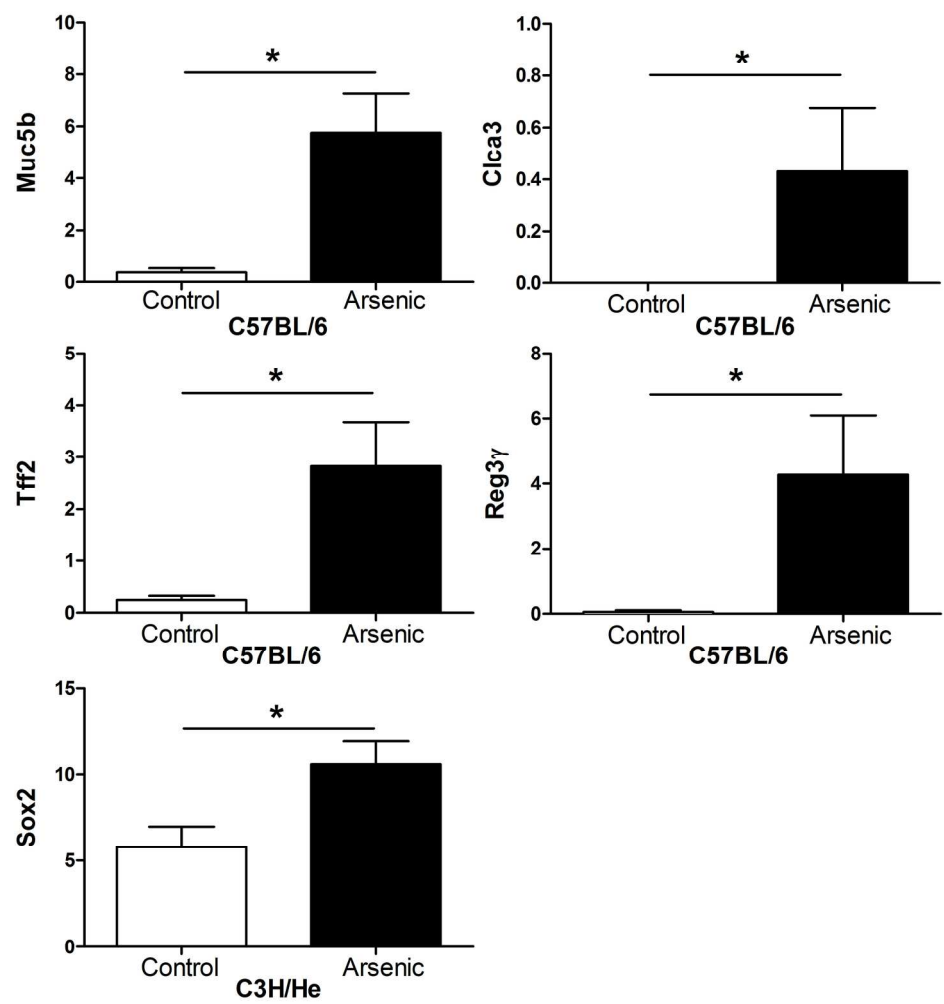 Muc5b
10
8
6
4
2
0
*
Control Arsenic
C57BL/6
Clca3
1.0
0.8
0.6
0.4
0.2
0.0
*
Control Arsenic
C57BL/6
Tff2
5
4
3
2
1
0
*
Control Arsenic
C57BL/6
Reg3γ
8
6
4
2
0
*
Control Arsenic
C57BL/6
Sox2
15
10
5
0
*
Control Arsenic
C3H/He